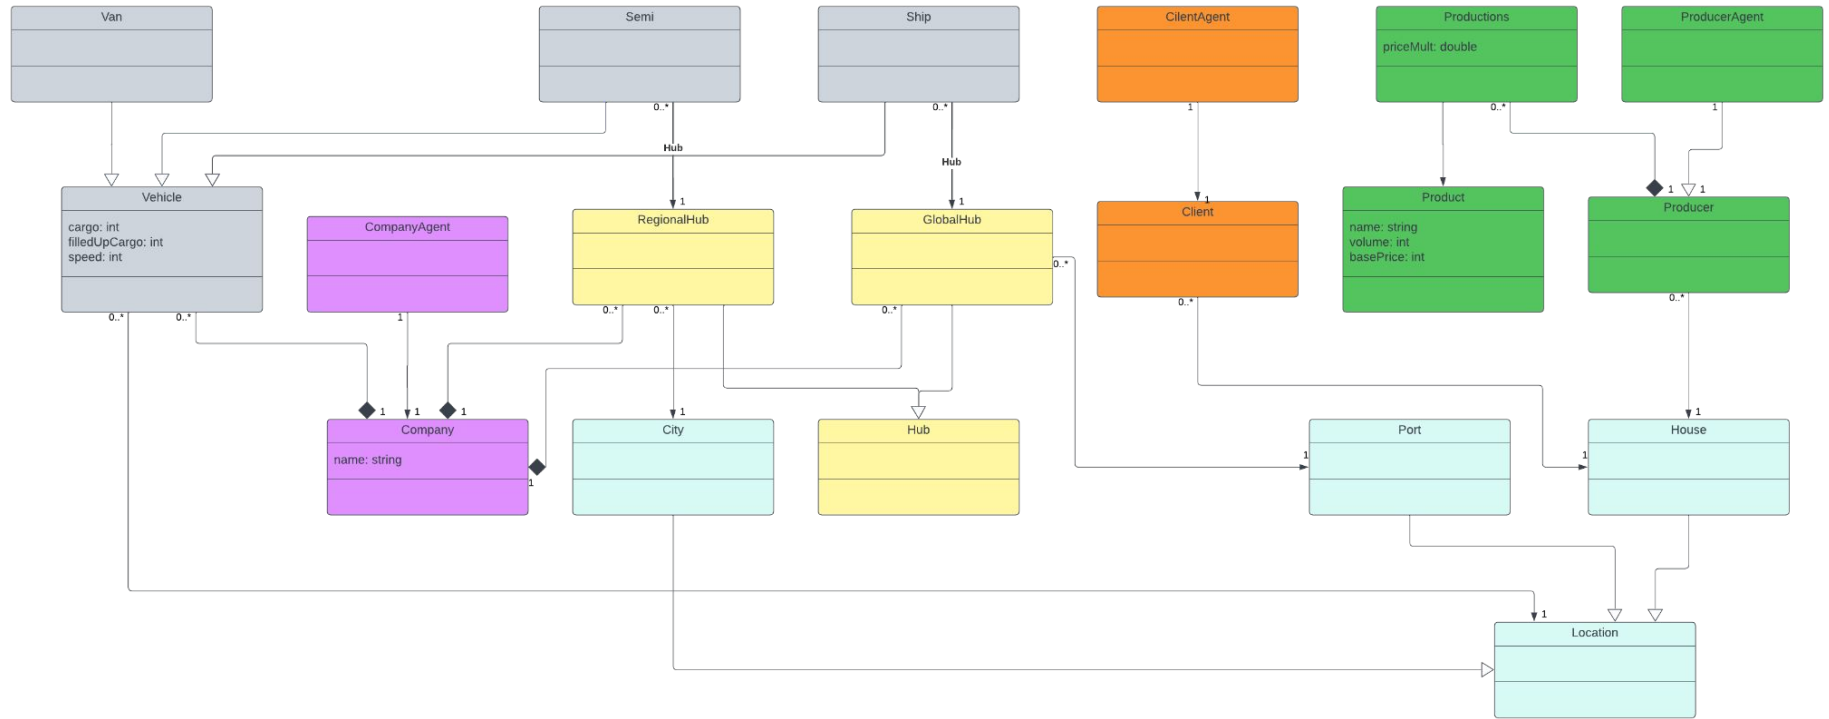 Van
Semi
Ship
CilentAgent
Productions
ProducerAgent
priceMult: double
0..*
0..*
1
0..*
1
Hub
Hub
1
1
1
1
1
Vehicle
cargo: int
filledUpCargo: int
speed: int
CompanyAgent
RegionalHub
GlobalHub
Client
Product
name: string
volume: int
basePrice: int
Producer
0..*
0..*
0..*
1
0..*
0..*
0..*
0..*
0..*
1
1
1
1
1
Company
name: string
City
Hub
Port
House
1
1
1
1
Location